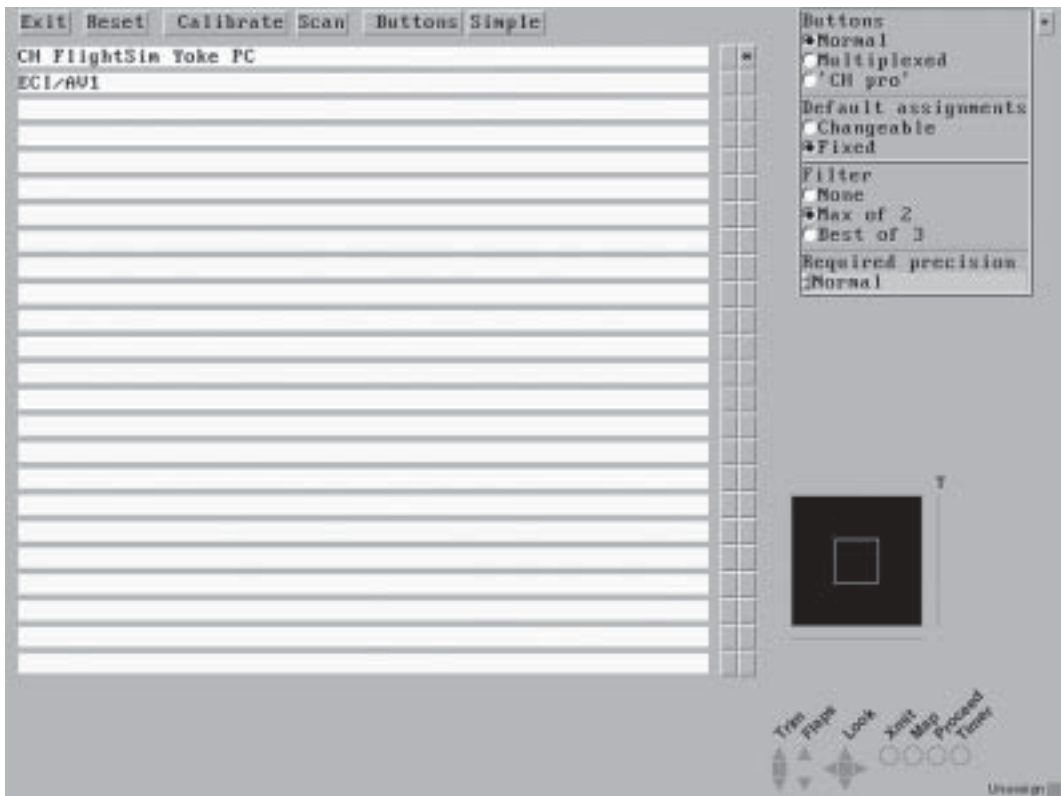 Exit Reset Calibrate Scan Buttons Simple
CH FlightSim Yoke PC
ECI/AV1
Buttons
Normal
Multiplexed
'CH pro'
Default assignments
Changeable
Fixed
Filter
None
Max of 2
Best of 3
Required precision
Normal
T
Trim
Flaps
Look
Xmit
Map
Proceed
Timer
Unassign